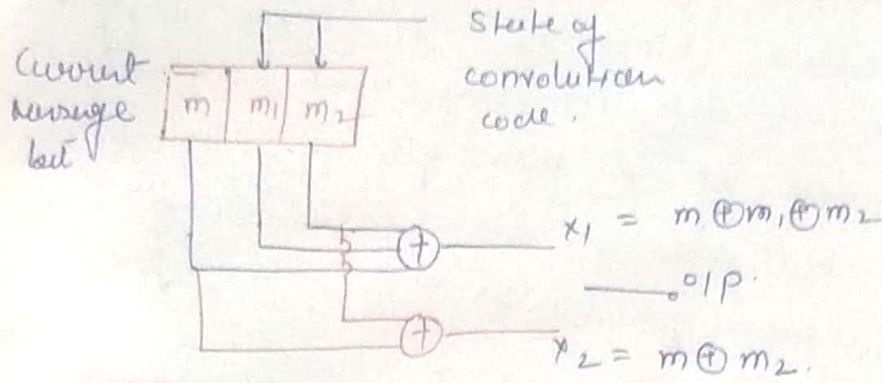 State of
convolution
code.
Current
message
bit
m m1 m2
x1 = m ⊕ m1 ⊕ m2
o/p.
x2 = m ⊕ m2.